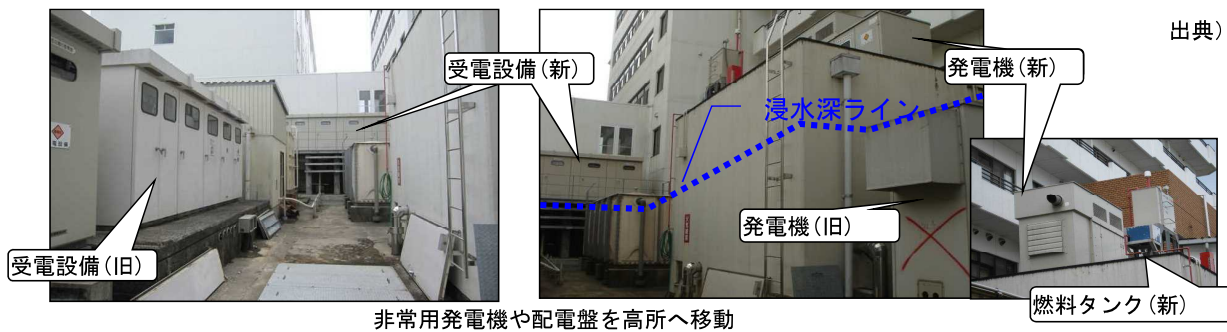 出典）
受電設備（新）
受電設備（旧）
発電機（新）
浸水深ライン
発電機（旧）
燃料タンク（新）
非常用発電機や配電盤を高所へ移動